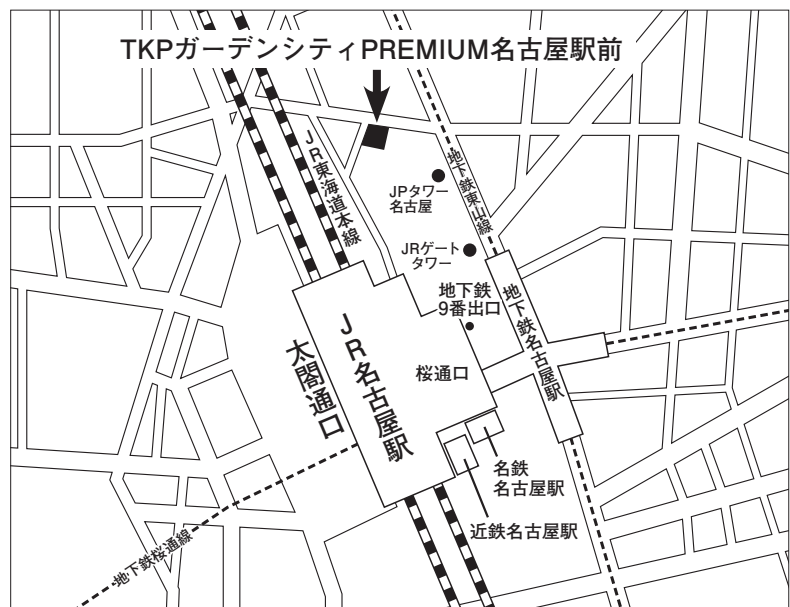 TKPガーデンシティPREMIUM名古屋駅前
JR東海道本線
地下鉄東山線
JPタワー
名古屋
JRゲート
タワー
地下鉄
9番出口
地下鉄名古屋駅
JR名古屋駅
太閤通口
桜通口
名鉄
名古屋駅
近鉄名古屋駅
地下鉄桜通線